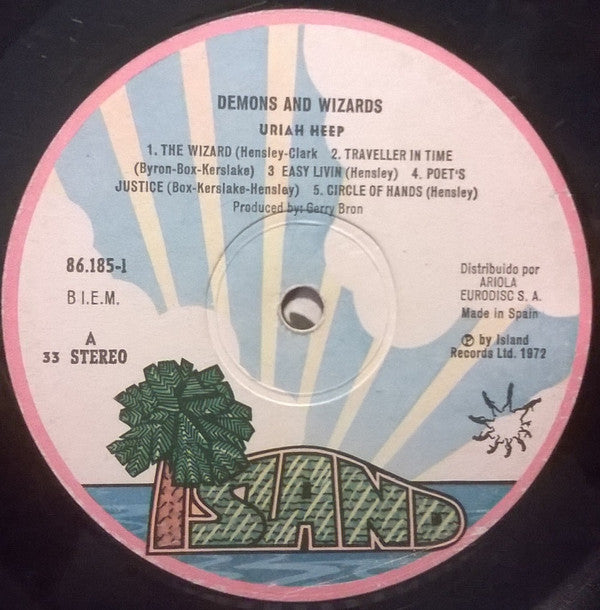 DEMONS AND WIZARDS
URIAH HEEP
1. THE WIZARD (Hensley-Clark 2. TRAVELLER IN TIME
(Byron-Box-Kerslake) 3 EASY LIVIN (Hensley) 4. POET'S
JUSTICE (Box-Kerslake-Hensley) 5. CIRCLE OF HANDS (Hensley)
Produced by: Gerry Bron
86.185-1
B I.E.M.
A
33 STEREO
Distribuido por
ARIOLA
EURODISC S. A.
Made in Spain
℗ by Island
Records Ltd. 1972
ISLAND